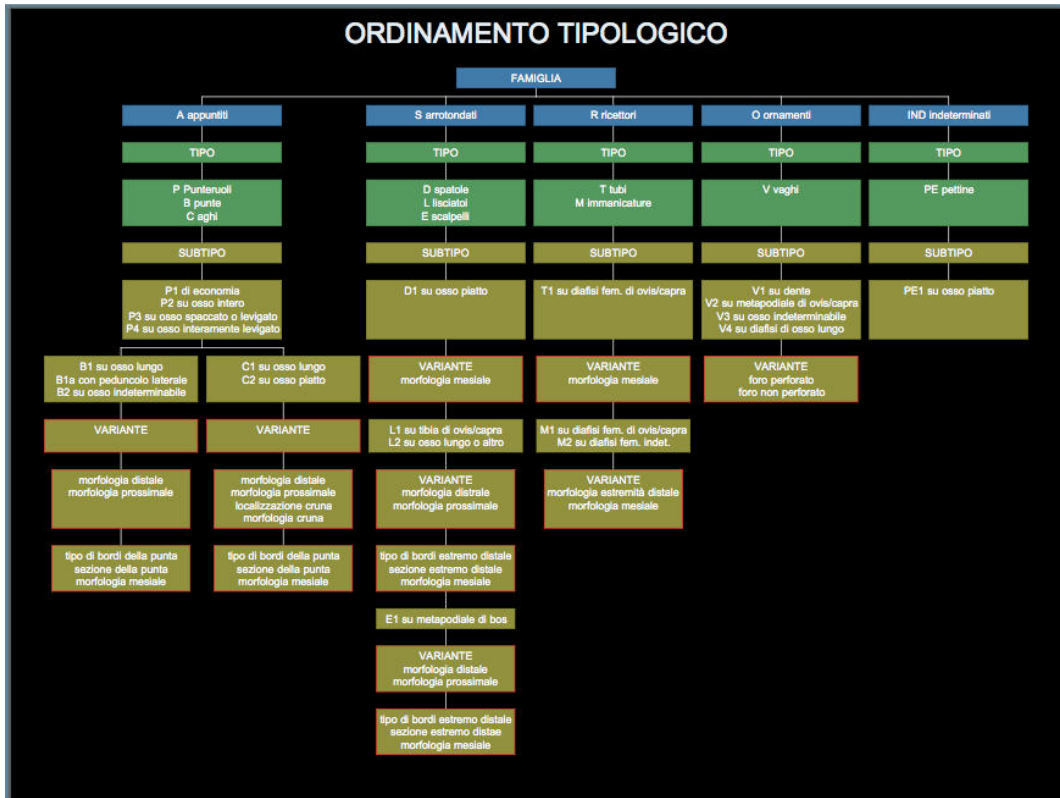 ORDINAMENTO TIPOLOGICO
FAMIGLIA
A appuntiti
S arrotondati
R ricettori
O ornamenti
IND indeterminati
TIPO
TIPO
TIPO
TIPO
TIPO
P Punteruoli
B punte
C aghi
D spatole
L lisciatoi
E scalpelli
T tubi
M immanicature
V vaghi
PE pettine
SUBTIPO
SUBTIPO
SUBTIPO
SUBTIPO
SUBTIPO
P1 di economia
P2 su osso intero
P3 su osso spaccato o levigato
P4 su osso interamente levigato
D1 su osso piatto
T1 su diafisi fem. di ovis/capra
V1 su dente
V2 su metapodiale di ovis/capra
V3 su osso indeterminabile
V4 su diafisi di osso lungo
PE1 su osso piatto
B1 su osso lungo
B1a con peduncolo laterale
B2 su osso indeterminabile
C1 su osso lungo
C2 su osso piatto
VARIANTE
morfologia mesiale
VARIANTE
morfologia mesiale
VARIANTE
foro perforato
foro non perforato
VARIANTE
VARIANTE
L1 su tibia di ovis/capra
L2 su osso lungo o altro
M1 su diafisi fem. di ovis/capra
M2 su diafisi fem. indet.
morfologia distale
morfologia prossimale
morfologia distale
morfologia prossimale
localizzazione cruna
morfologia cruna
VARIANTE
morfologia distrale
morfologia prossimale
VARIANTE
morfologia estremità distale
morfologia mesiale
tipo di bordi della punta
sezione della punta
morfologia mesiale
tipo di bordi della punta
sezione della punta
morfologia mesiale
tipo di bordi estremo distale
sezione estremo distale
morfologia mesiale
E1 su metapodiale di bos
VARIANTE
morfologia distale
morfologia prossimale
tipo di bordi estremo distale
sezione estremo distae
morfologia mesiale